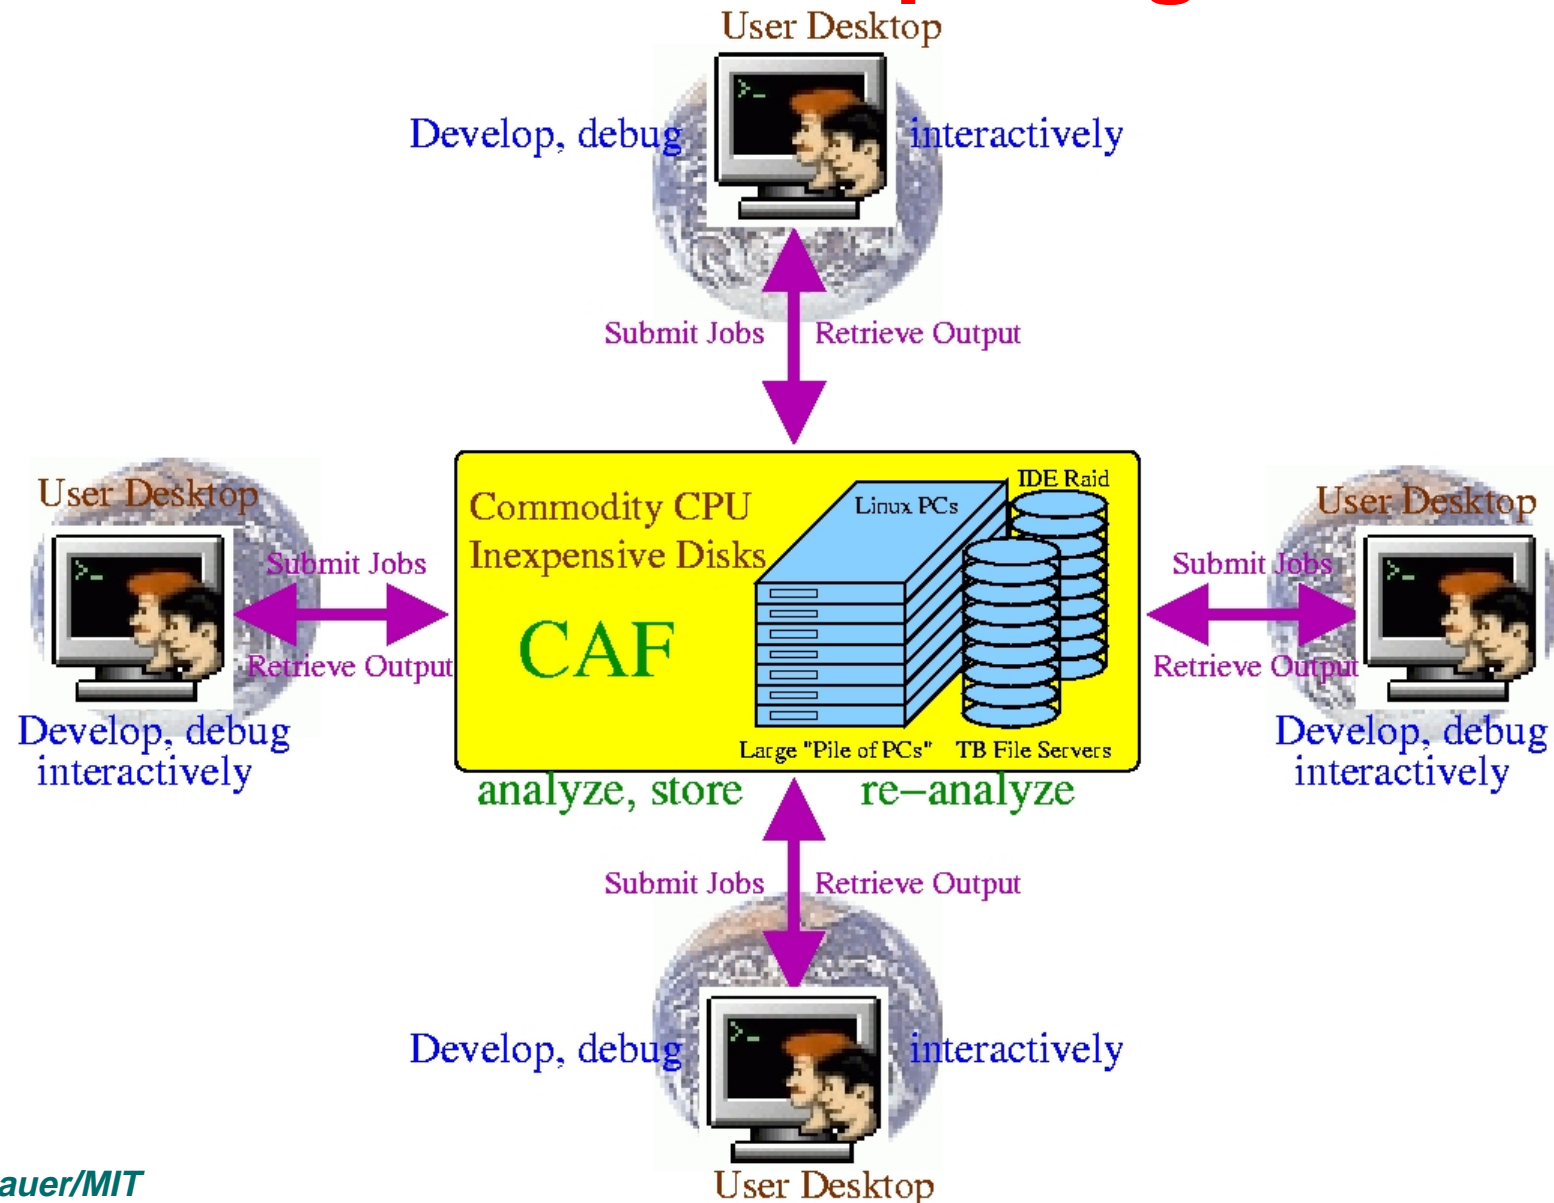 User Desktop
Develop, debug interactively
Submit Jobs Retrieve Output
User Desktop
Submit Jobs
Retrieve Output
Develop, debug
interactively
Commodity CPU
Inexpensive Disks
CAF
Linux PCs
IDE Raid
Large "Pile of PCs" TB File Servers
analyze, store re-analyze
User Desktop
Submit Jobs
Retrieve Output
Develop, debug
interactively
Submit Jobs Retrieve Output
Develop, debug interactively
User Desktop
auer/MIT